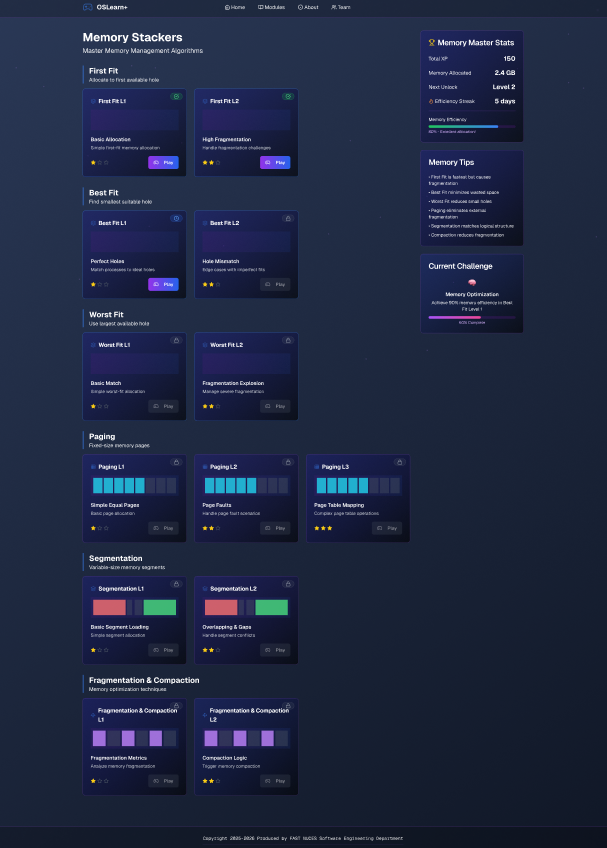 OSLearn+
Home Modules About Team
Memory Stackers
Master Memory Management Algorithms
First Fit
Allocate to first available hole
First Fit L1
Basic Allocation
Simple first-fit memory allocation
Play
First Fit L2
High Fragmentation
Handle fragmentation challenges
Play
Best Fit
Find smallest suitable hole
Best Fit L1
Perfect Holes
Match processes to ideal holes
Play
Best Fit L2
Hole Mismatch
Edge cases with imperfect fits
Play
Worst Fit
Use largest available hole
Worst Fit L1
Basic Match
Simple worst-fit allocation
Play
Worst Fit L2
Fragmentation Explosion
Manage severe fragmentation
Play
Paging
Fixed-size memory pages
Paging L1
Simple Equal Pages
Basic page allocation
Play
Paging L2
Page Faults
Handle page fault scenarios
Play
Paging L3
Page Table Mapping
Complex page table operations
Play
Segmentation
Variable-size memory segments
Segmentation L1
Basic Segment Loading
Simple segment allocation
Play
Segmentation L2
Overlapping & Gaps
Handle segment conflicts
Play
Fragmentation & Compaction
Memory optimization techniques
Fragmentation & Compaction
L1
Fragmentation Metrics
Analyze memory fragmentation
Play
Fragmentation & Compaction
L2
Compaction Logic
Trigger memory compaction
Play
Memory Master Stats
Total XP 150
Memory Allocated 2.4 GB
Next Unlock Level 2
Efficiency Streak 5 days
Memory Efficiency
80% - Excellent allocation!
Memory Tips
• First Fit is fastest but causes
fragmentation
• Best Fit minimizes wasted space
• Worst Fit reduces small holes
• Paging eliminates external
fragmentation
• Segmentation matches logical structure
• Compaction reduces fragmentation
Current Challenge
Memory Optimization
Achieve 90% memory efficiency in Best
Fit Level 1
60% Complete
Copyright 2025-2026 Produced by FAST NUCES Software Engineering Department